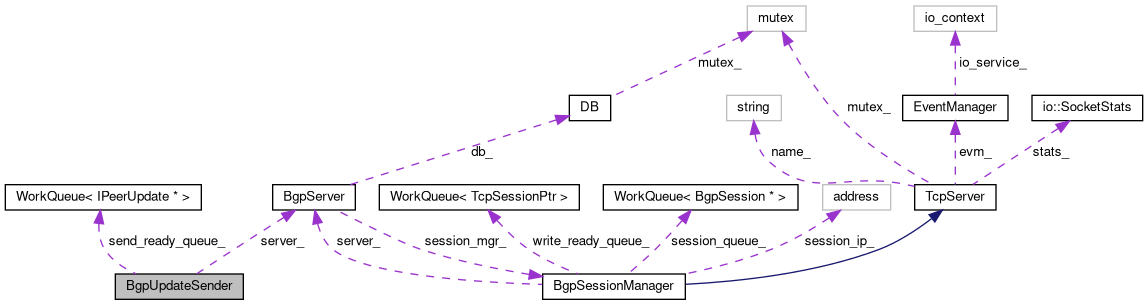 mutex
io_context
mutex_
io_service_
DB
string
EventManager
io::SocketStats
mutex_
db_
name_
evm_
stats_
WorkQueue< IPeerUpdate * >
BgpServer
WorkQueue< TcpSessionPtr >
WorkQueue< BgpSession * >
address
TcpServer
send_ready_queue_
server_
server_
session_mgr_
write_ready_queue_
session_queue_
session_ip_
BgpUpdateSender
BgpSessionManager